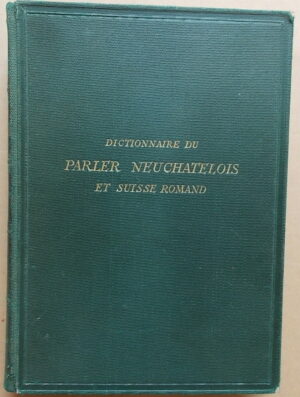 DICTIONNAIRE DU
PARLER NEUCHATELOIS
ET SUISSE ROMAND